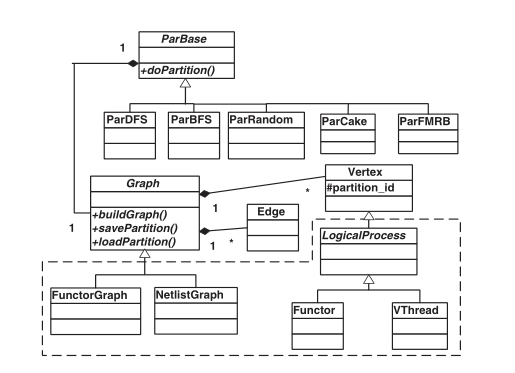 ParBase
1
+doPartition()
ParDFS
ParBFS
ParRandom
ParCake
ParFMRB
Graph
Vertex
#partition_id
*
1
+buildGraph()
+savePartition()
+loadPartition()
1
Edge
1
*
LogicalProcess
FunctorGraph
NetlistGraph
Functor
VThread